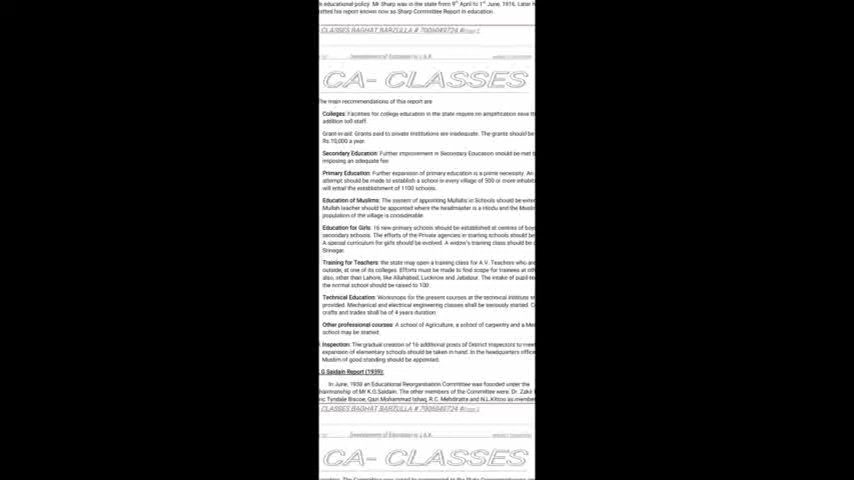 educational policy. Mr Sharp was in the state from 9th April to 1st June, 1916. Later
itted his report known now as Sharp Committee Report in education.
CLASSES BAGHAT BARZULLA # 7006049724 #
Development of Education in J & K
CA- CLASSES
The main recommendations of this report are
Colleges: Facilities for college education in the state require no amplification save
addition to staff.
Grant-in-aid: Grants paid to private institutions are inadequate. The grants should be
Rs.10,000 a year.
Secondary Education: Further improvement in Secondary Education should be met
imposing an adequate fee.
Primary Education: Further expansion of primary education is a prime necessity. An
attempt should be made to establish a school in every village of 500 or more
will entail the establishment of 1100 schools.
Education of Muslims: The system of appointing Mullahs in Schools should be
Mullah teacher should be appointed where the headmaster is a Hindu and the
population of the village is considerable.
Education for Girls: 16 new primary schools should be established at centres of
secondary schools. The efforts of the Private agencies in starting schools should
A special curriculum for girls should be evolved. A widow's training class should be
Srinagar.
Training for Teachers: the state may open a training class for A.V. Teachers who
outside, at one of its colleges. Efforts must be made to find scope for trainees at
also, other than Lahore, like Allahabad, Lucknow and Jabalpur. The intake of
the normal school should be raised to 100.
Technical Education: Workshops for the present courses at the technical institute
provided. Mechanical and electrical engineering classes shall be seriously started.
crafts and trades shall be of 4 years duration.
Other professional courses: A school of Agriculture, a school of carpentry and a
school may be started.
Inspection: The gradual creation of 16 additional posts of District Inspectors to meet
expansion of elementary schools should be taken in hand. In the headquarters
Muslim of good standing should be appointed.
G Saidain Report (1939):
In June, 1938 an Educational Reorganisation Committee was founded under the
of Mr K.G.Saidain. The other members of the Committee were: Dr. Zakir
Tyndale Biscoe, Qazi Mohammad Ishaq, R.C. Mehdiratta and N.L.Kitroo as
CLASSES BAGHAT BARZULLA # 7006049724 #
Development of Education in J & K
CA- CLASSES